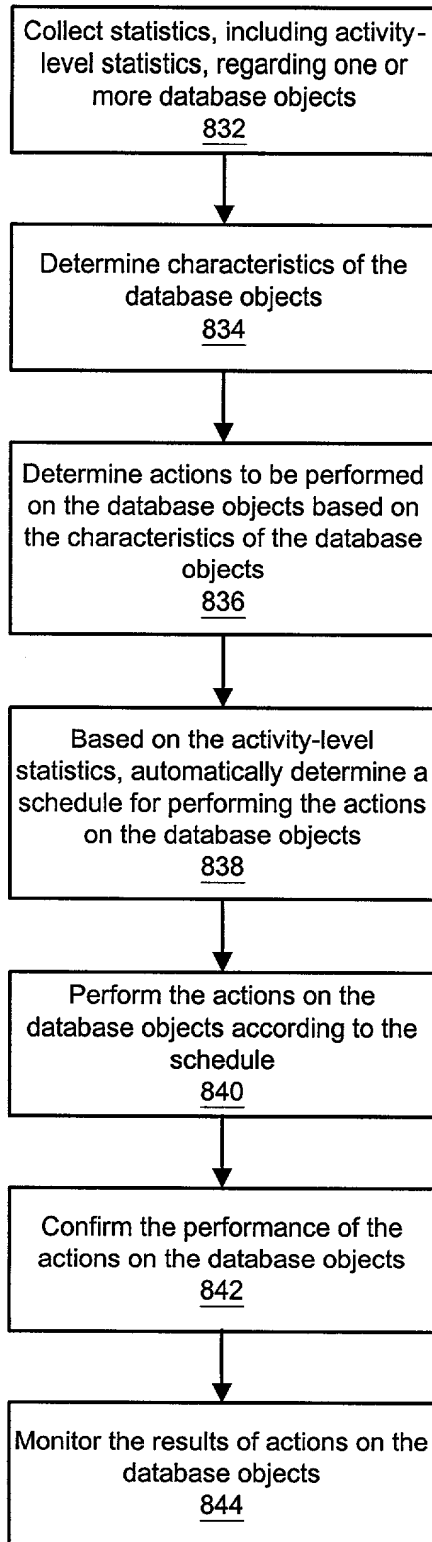 Collect statistics, including activity-
level statistics, regarding one or
more database objects
832
Determine characteristics of the
database objects
834
Determine actions to be performed
on the database objects based on
the characteristics of the database
objects
836
Based on the activity-level
statistics, automatically determine a
schedule for performing the actions
on the database objects
838
Perform the actions on the
database objects according to the
schedule
840
Confirm the performance of the
actions on the database objects
842
Monitor the results of actions on the
database objects
844